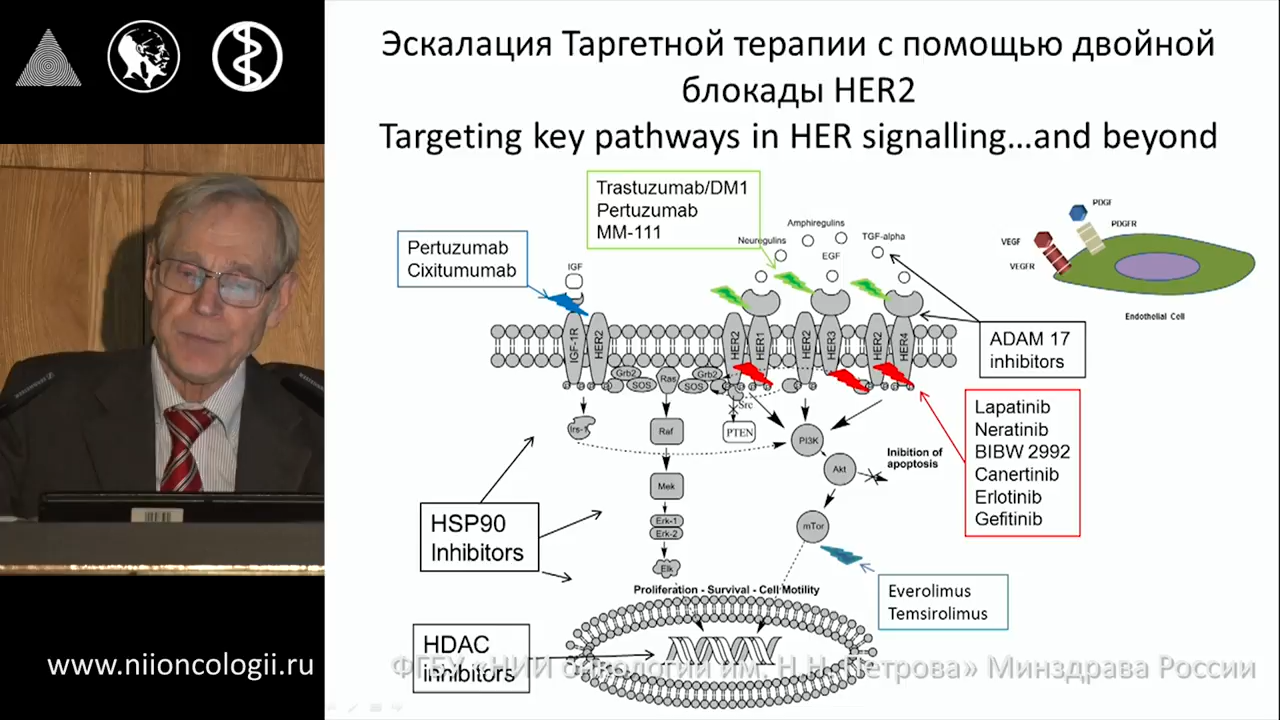 Эскалация Таргетной терапии с помощью двойной
блокады HER2
Targeting key pathways in HER signalling...and beyond
Trastuzumab/DM1
Pertuzumab
MM-111
Pertuzumab
Cixitumumab
IGF
Neuregulins
Amphiregulins
EGF
TGF-alpha
PDGF
PDGFR
VEGF
VEGFR
Endothelial Cell
IGF-1R
HER2
HER2
HER1
HER2
HER3
HER2
HER4
ADAM 17
inhibitors
Grb2
SOS
Ras
Grb2
SOS
Src
Irs-1
Raf
PTEN
PI3K
Akt
Inibition of
apoptosis
Lapatinib
Neratinib
BIBW 2992
Canertinib
Erlotinib
Gefitinib
Mek
Erk-1
Erk-2
mTor
Elk
HSP90
Inhibitors
Everolimus
Temsirolimus
Proliferation - Survival - Cell Motility
HDAC
inhibitors
www.niioncologii.ru
ФГБУ «НИИ онкологии им. Н.Н. Петрова» Минздрава России